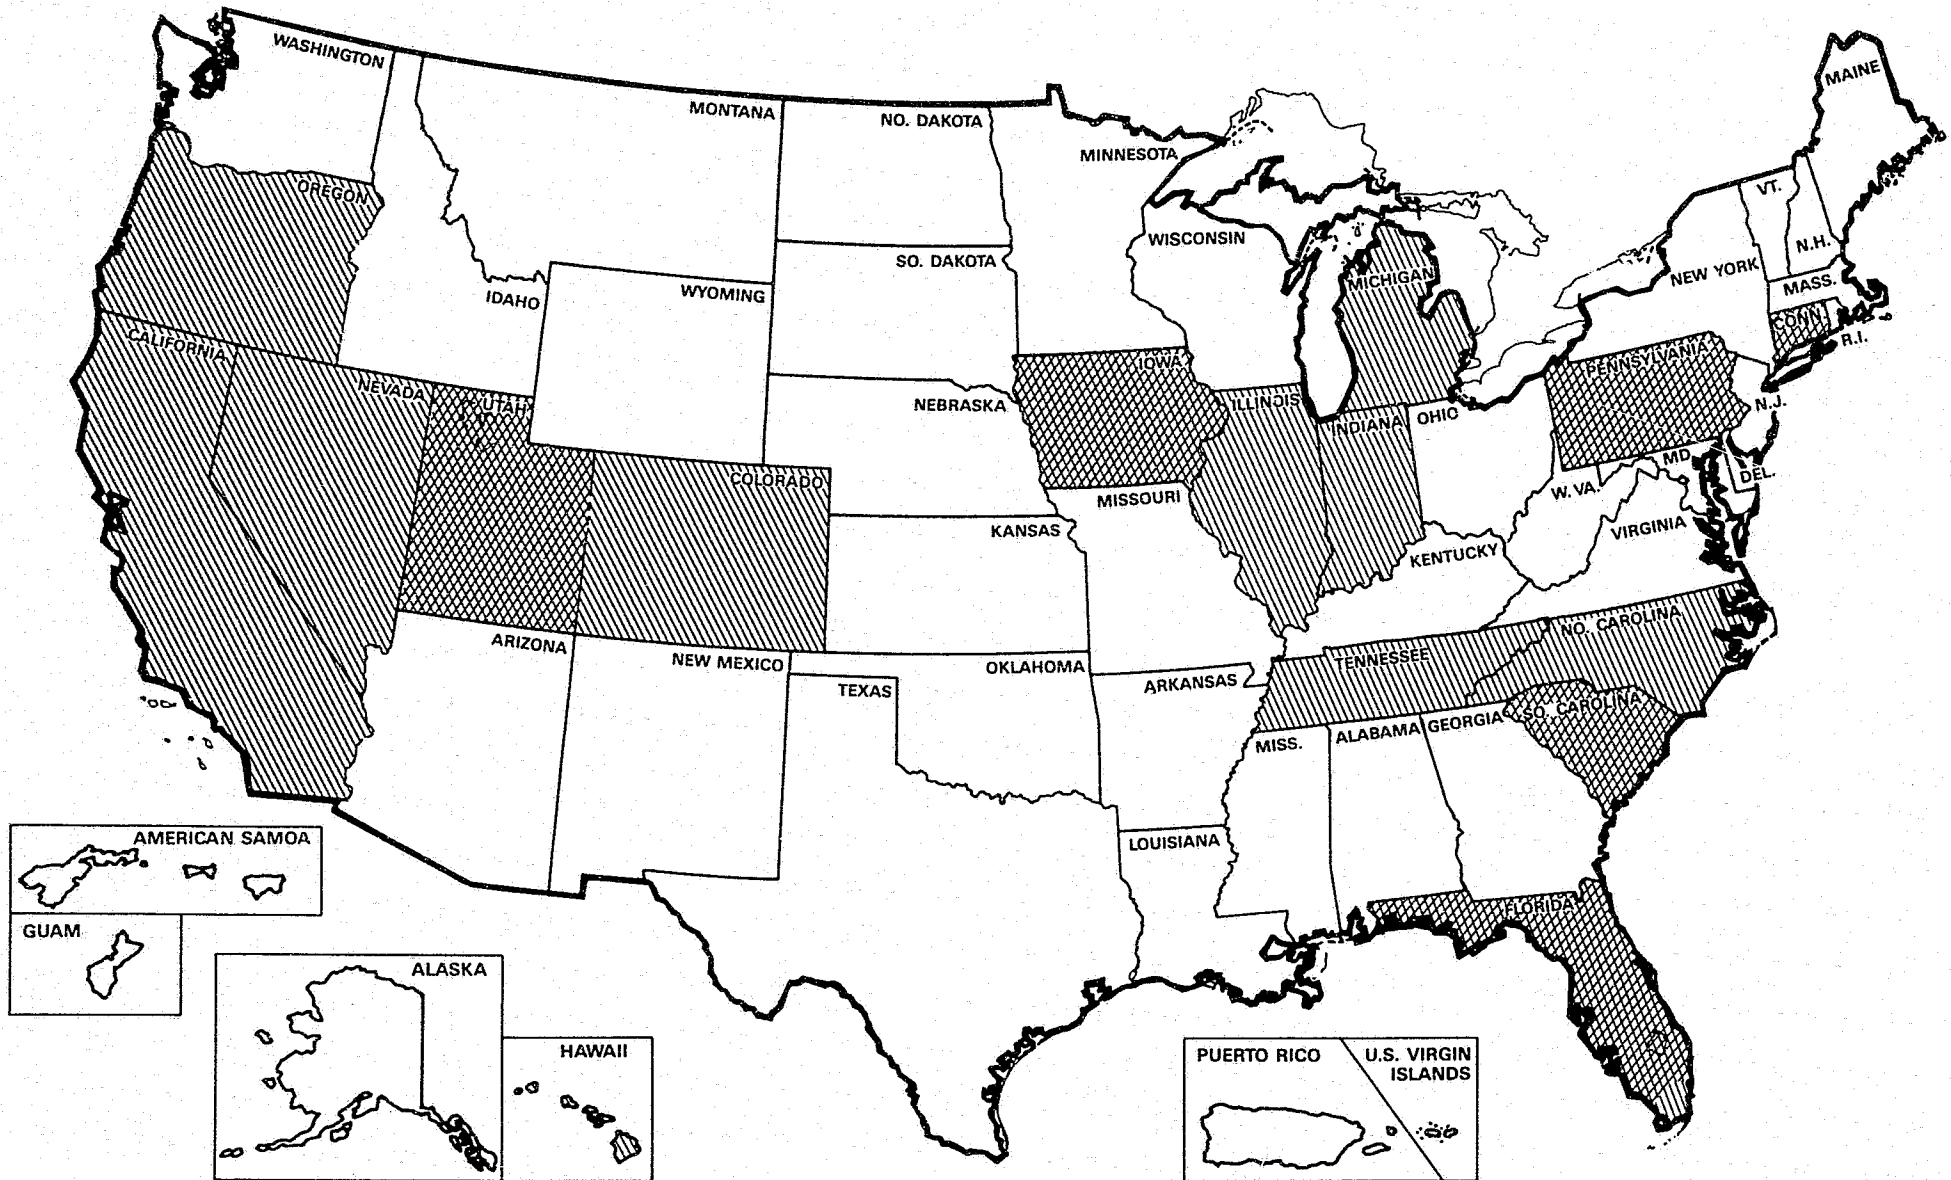 WASHINGTON
MONTANA
NO. DAKOTA
MINNESOTA
MAINE
OREGON
IDAHO
WYOMING
SO. DAKOTA
WISCONSIN
MICHIGAN
NEW YORK
VT.
N.H.
MASS.
CONN.
R.I.
CALIFORNIA
NEVADA
UTAH
COLORADO
NEBRASKA
IOWA
ILLINOIS
INDIANA
OHIO
PENNSYLVANIA
N.J.
MD.
DEL.
W. VA.
VIRGINIA
KANSAS
MISSOURI
KENTUCKY
ARIZONA
NEW MEXICO
TEXAS
OKLAHOMA
ARKANSAS
TENNESSEE
NO. CAROLINA
SO. CAROLINA
MISS.
ALABAMA
GEORGIA
LOUISIANA
FLORIDA
AMERICAN SAMOA
GUAM
ALASKA
HAWAII
PUERTO RICO
U.S. VIRGIN
ISLANDS